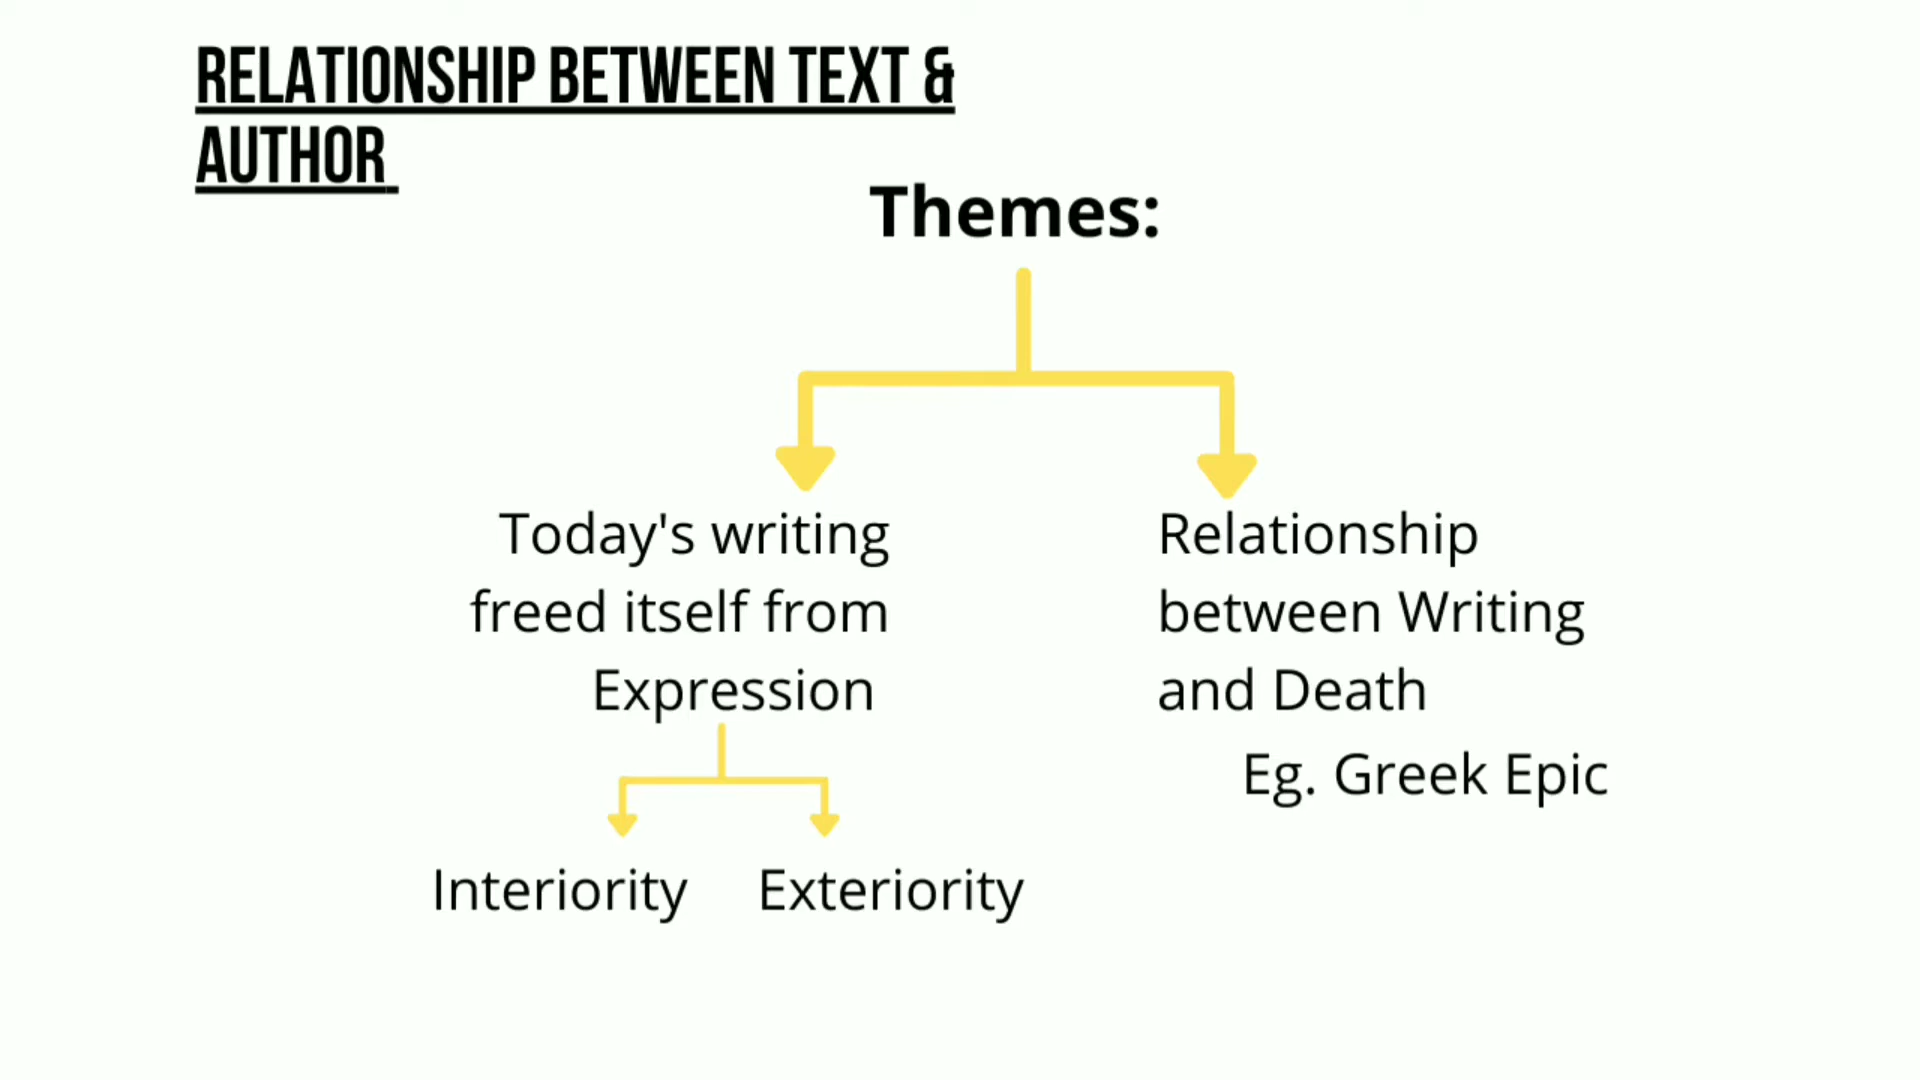 RELATIONSHIP BETWEEN TEXT &
AUTHOR
Themes:
Today's writing
freed itself from
Expression
Relationship
between Writing
and Death
Eg. Greek Epic
Interiority
Exteriority